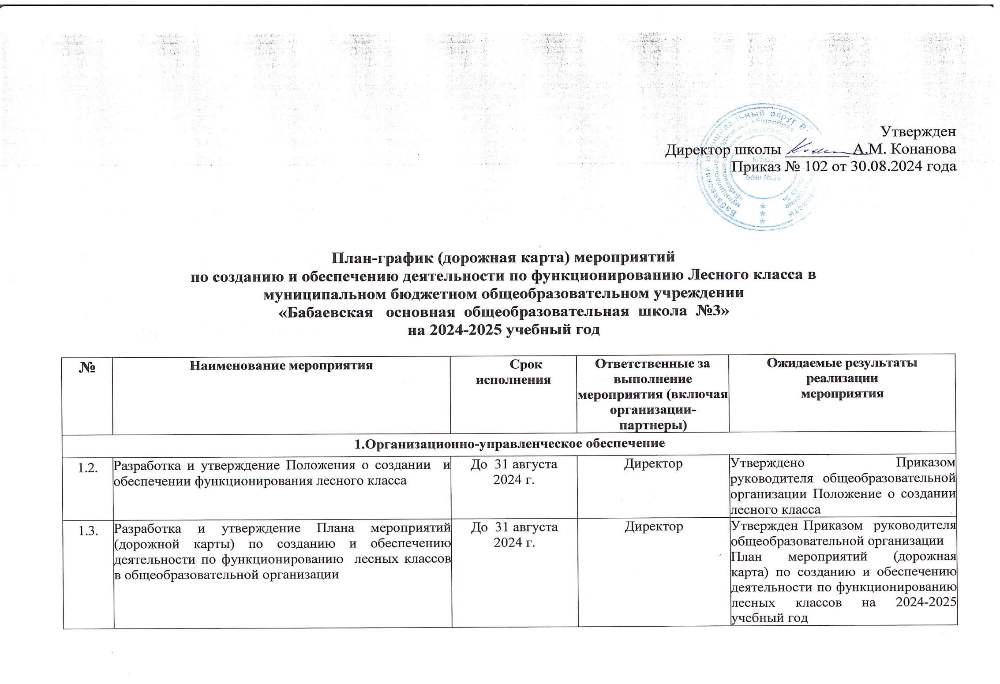 Утвержден
Директор школы __________ А.М. Конанова
Приказ № 102 от 30.08.2024 года
Бабаевский муниципальный округ
ООШ №3»
План-график (дорожная карта) мероприятий
по созданию и обеспечению деятельности по функционированию Лесного класса в
муниципальном бюджетном общеобразовательном учреждении
«Бабаевская основная общеобразовательная школа №3»
на 2024-2025 учебный год
№
Наименование мероприятия
Срок
исполнения
Ответственные за
выполнение
мероприятия (включая
организации-
партнеры)
Ожидаемые результаты
реализации
мероприятия
1.Организационно-управленческое обеспечение
1.2.
Разработка и утверждение Положения о создании и
обеспечении функционирования лесного класса
До 31 августа
2024 г.
Директор
Утверждено Приказом
руководителя общеобразовательной
организации Положение о создании
лесного класса
1.3.
Разработка и утверждение Плана мероприятий
(дорожной карты) по созданию и обеспечению
деятельности по функционированию лесных классов
в общеобразовательной организации
До 31 августа
2024 г.
Директор
Утвержден Приказом руководителя
общеобразовательной организации
План мероприятий (дорожная
карта) по созданию и обеспечению
деятельности по функционированию
лесных классов на 2024-2025
учебный год